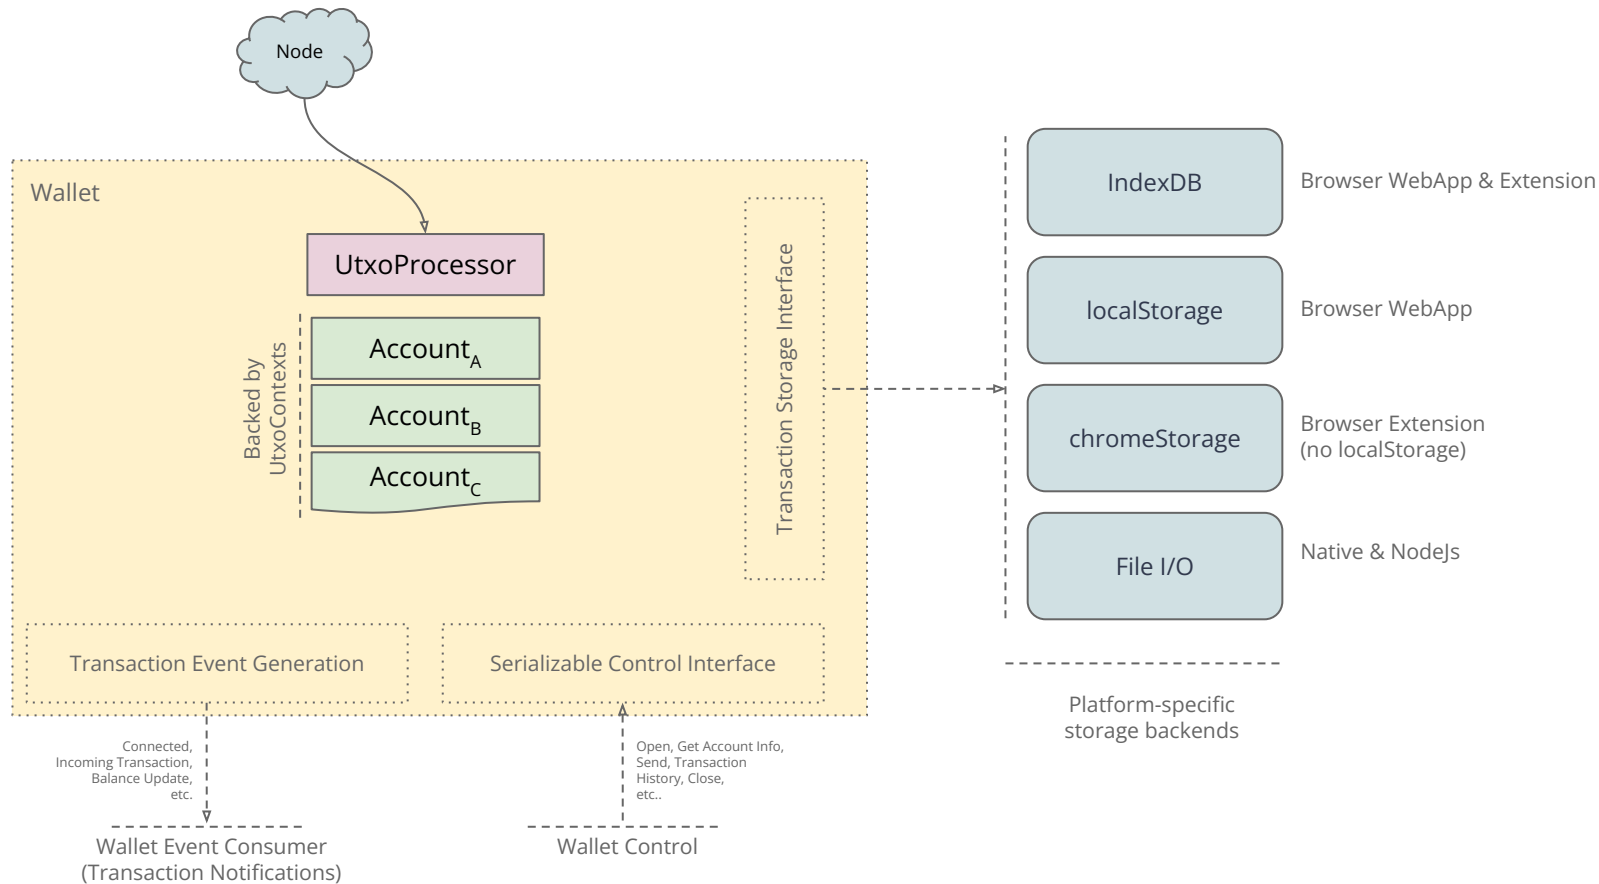 Node
Wallet
UtxoProcessor
Backed by
UtxoContexts
AccountA
AccountB
AccountC
Transaction Storage Interface
Transaction Event Generation
Serializable Control Interface
Connected,
Incoming Transaction,
Balance Update,
etc.
Open, Get Account Info,
Send, Transaction
History, Close,
etc..
Wallet Event Consumer
(Transaction Notifications)
Wallet Control
IndexDB
Browser WebApp & Extension
localStorage
Browser WebApp
chromeStorage
Browser Extension
(no localStorage)
File I/O
Native & NodeJs
Platform-specific
storage backends